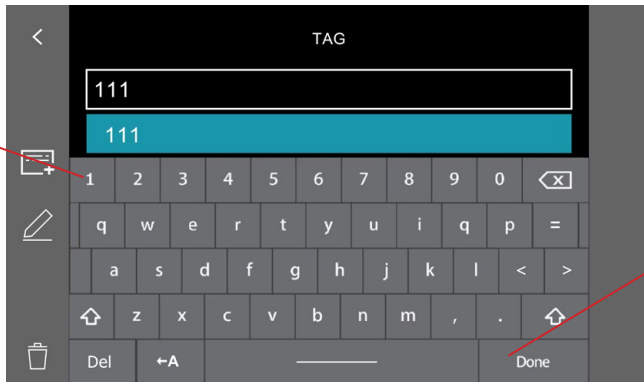 TAG
111
111
1 2 3 4 5 6 7 8 9 0
q w e r t y u i q p =
a s d f g h j k l < >
z x c v b n m , .
Del ←A Done